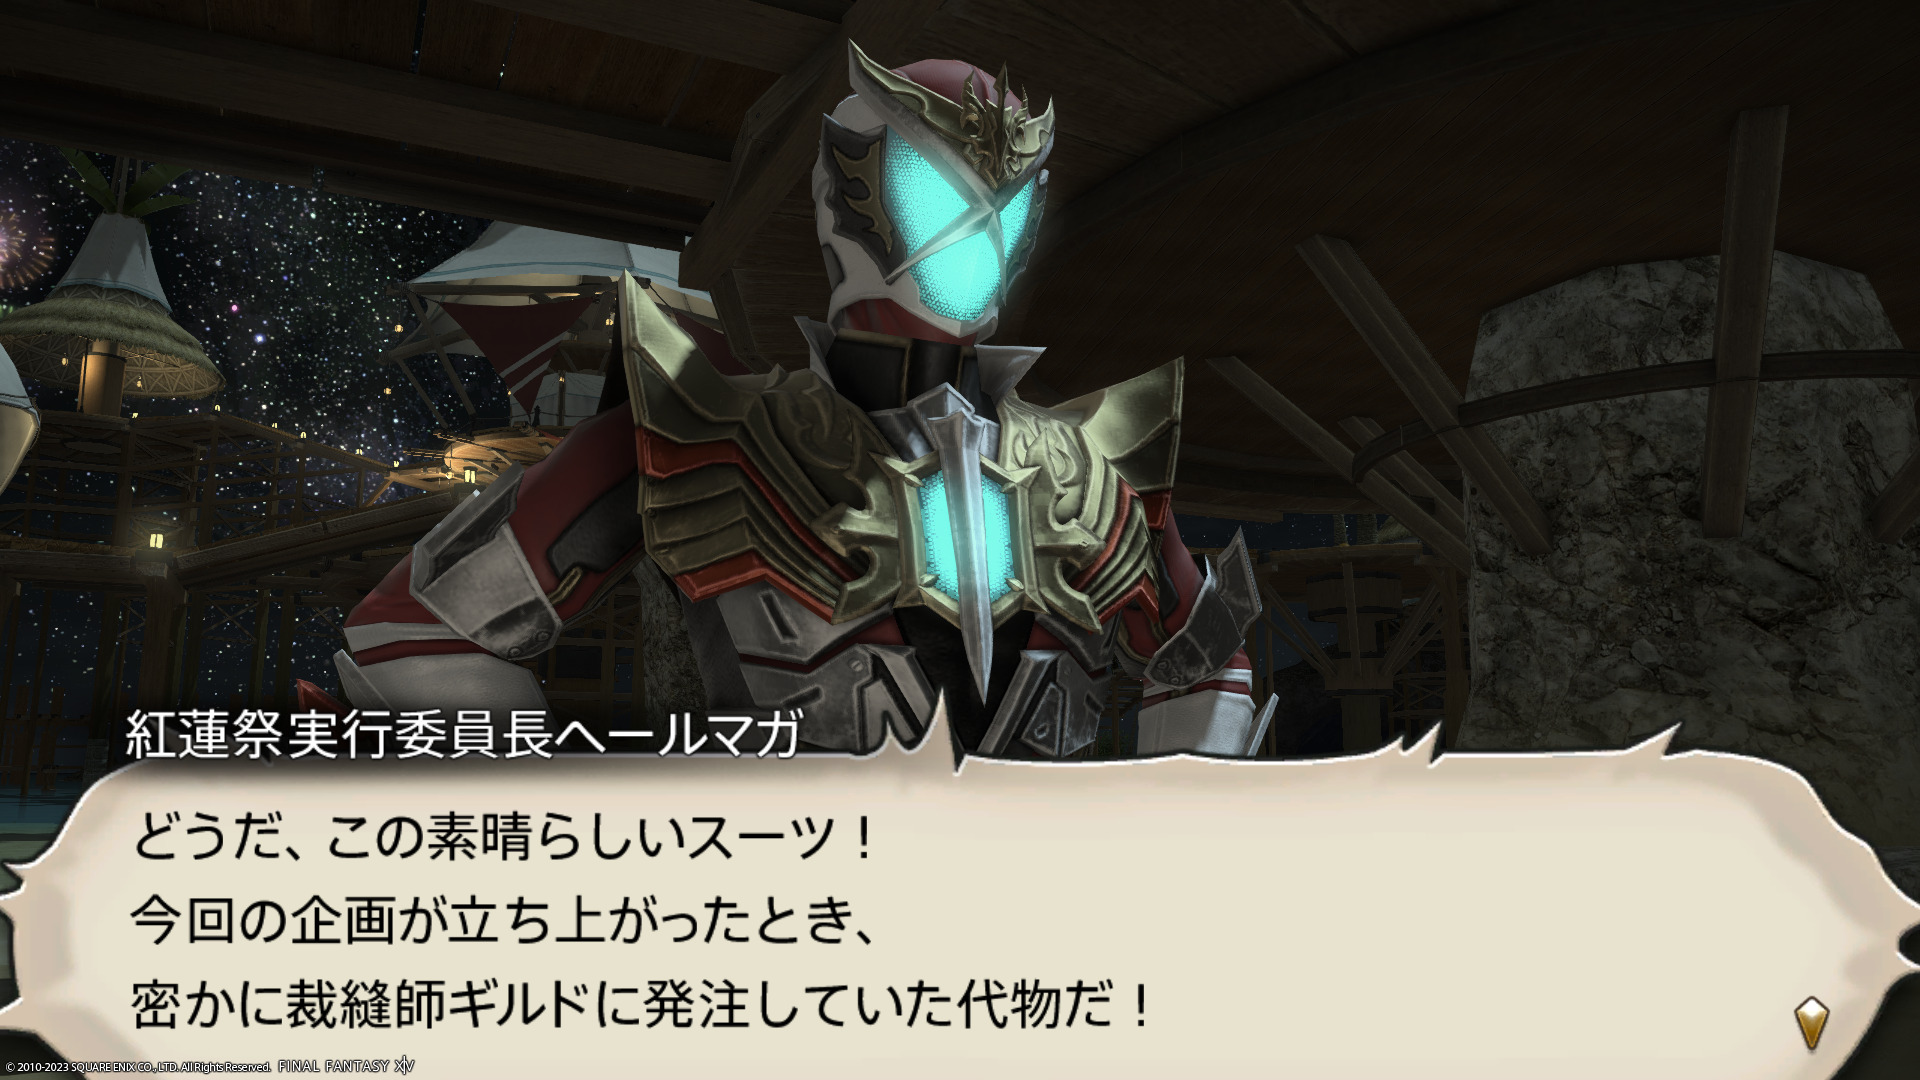 紅蓮祭実行委員長ヘールマガ
どうだ、この素晴らしいスーツ！
今回の企画が立ち上がったとき、
密かに裁縫師ギルドに発注していた代物だ！
© 2010-2023 SQUARE ENIX CO., LTD. All Rights Reserved. FINAL FANTASY XIV